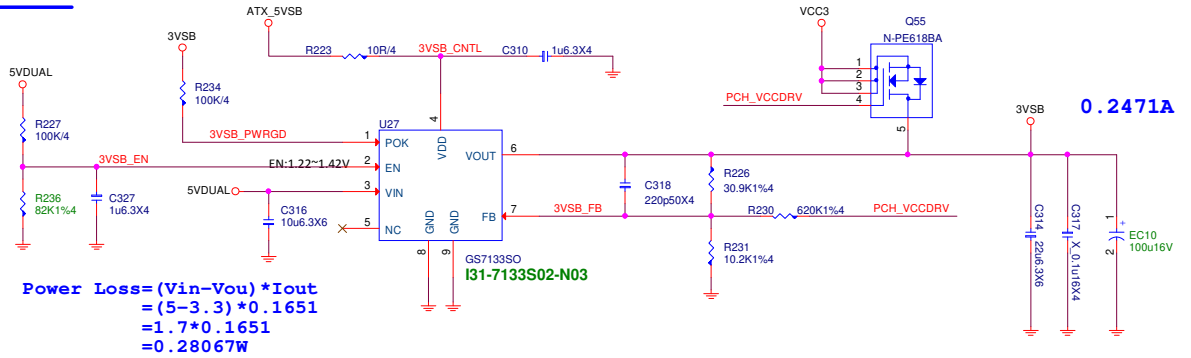 ATX_5VSB
VCC3
Q55
N-PE618BA
3VSB
R223
10R/4
3VSB_CNTL
C310
1u6.3X4
5VDUAL
R234
100K/4
1
2
3
4
PCH_VCCDRV
5
3VSB
0.2471A
R227
100K/4
3VSB_PWRGD
U27
4
VDD
1
POK
3VSB_EN
EN:1.22~1.42V
2
EN
VOUT
6
R236
82K1%4
C327
1u6.3X4
5VDUAL
3
VIN
C318
220p50X4
R226
30.9K1%4
C316
10u6.3X6
5
NC
FB
7
3VSB_FB
R230
620K1%4
PCH_VCCDRV
GND
GND
8
9
GS7133SO
I31-7133S02-N03
R231
10.2K1%4
C314
22u6.3X6
C317
X_0.1u16X4
1
+
2
EC10
100u16V
Power Loss=(Vin-Vou)*Iout
=(5-3.3)*0.1651
=1.7*0.1651
=0.28067W